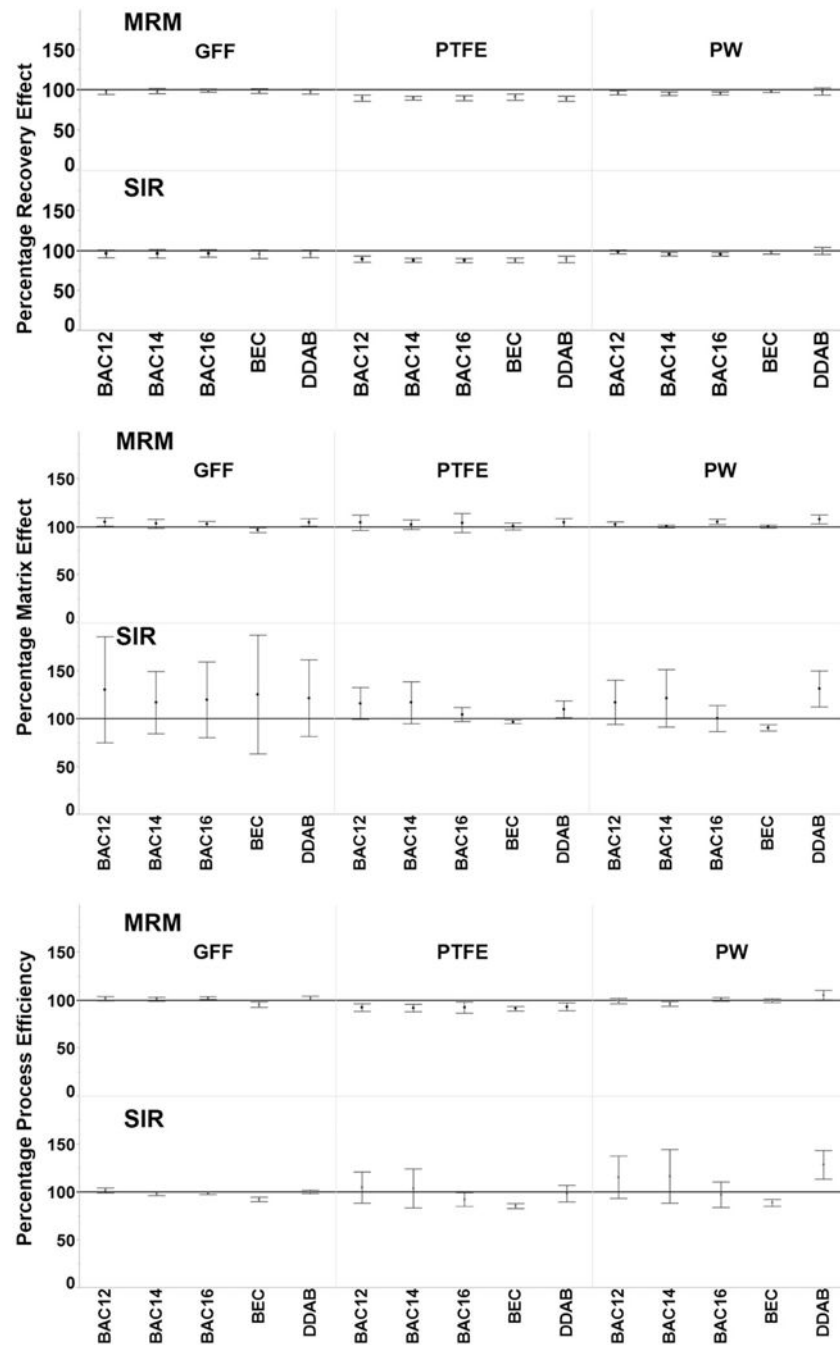 MRM
GFF PTFE PW
150
100
50
0
SIR
150
100
50
0
Percentage Recovery Effect
BAC12 BAC14 BAC16 BEC DDAB BAC12 BAC14 BAC16 BEC DDAB BAC12 BAC14 BAC16 BEC DDAB
MRM
GFF PTFE PW
150
100
50
0
SIR
150
100
50
0
Percentage Matrix Effect
BAC12 BAC14 BAC16 BEC DDAB BAC12 BAC14 BAC16 BEC DDAB BAC12 BAC14 BAC16 BEC DDAB
MRM
GFF PTFE PW
150
100
50
0
SIR
150
100
50
0
Percentage Process Efficiency
BAC12 BAC14 BAC16 BEC DDAB BAC12 BAC14 BAC16 BEC DDAB BAC12 BAC14 BAC16 BEC DDAB